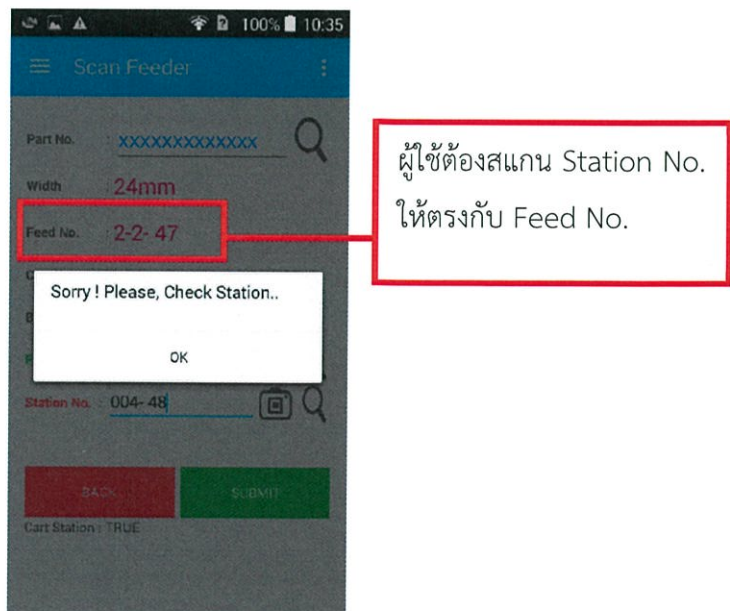 100% 10:35
Scan Feeder
Part No. : XXXXXXXXXXXXX
Width : 24mm
Feed No. : 2-2- 47
Sorry ! Please, Check Station..
OK
Station No. : 004- 48
BACK SUBMIT
Cart Station : TRUE
ผู้ใช้ต้องสแกน Station No.
ให้ตรงกับ Feed No.